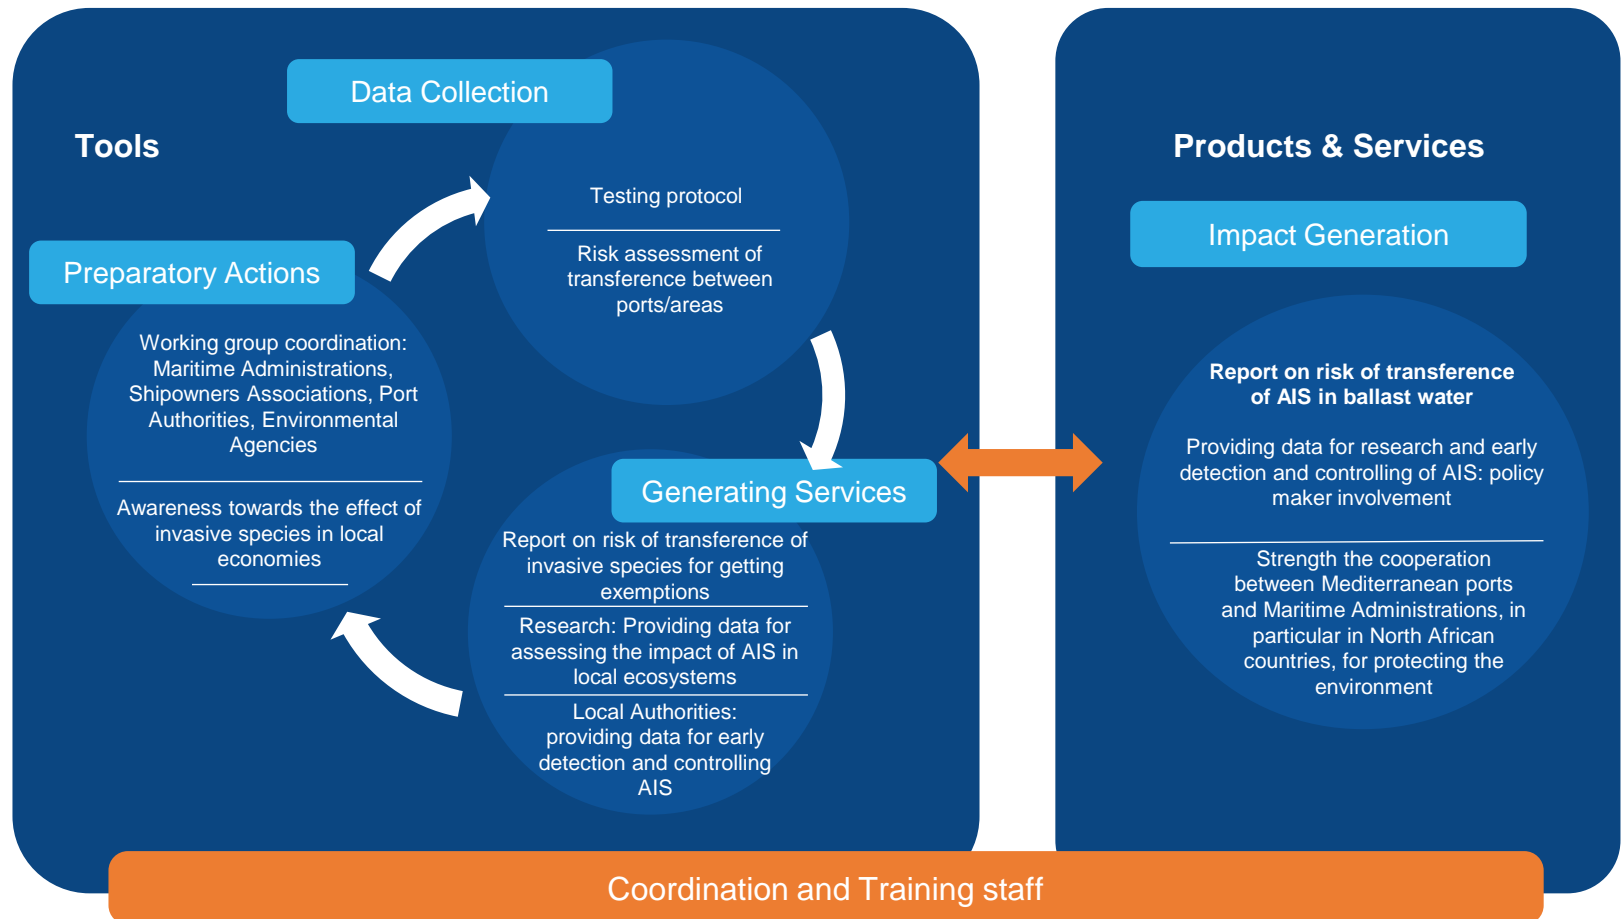 Tools
Data Collection
Testing protocol
Risk assessment of
transference between
ports/areas
Preparatory Actions
Working group coordination:
Maritime Administrations,
Shipowners Associations, Port
Authorities, Environmental
Agencies
Awareness towards the effect of
invasive species in local
economies
Generating Services
Report on risk of transference of
invasive species for getting
exemptions
Research: Providing data for
assessing the impact of AIS in
local ecosystems
Local Authorities:
providing data for early
detection and controlling
AIS
Products & Services
Impact Generation
Report on risk of transference
of AIS in ballast water
Providing data for research and early
detection and controlling of AIS: policy
maker involvement
Strength the cooperation
between Mediterranean ports
and Maritime Administrations, in
particular in North African
countries, for protecting the
environment
Coordination and Training staff